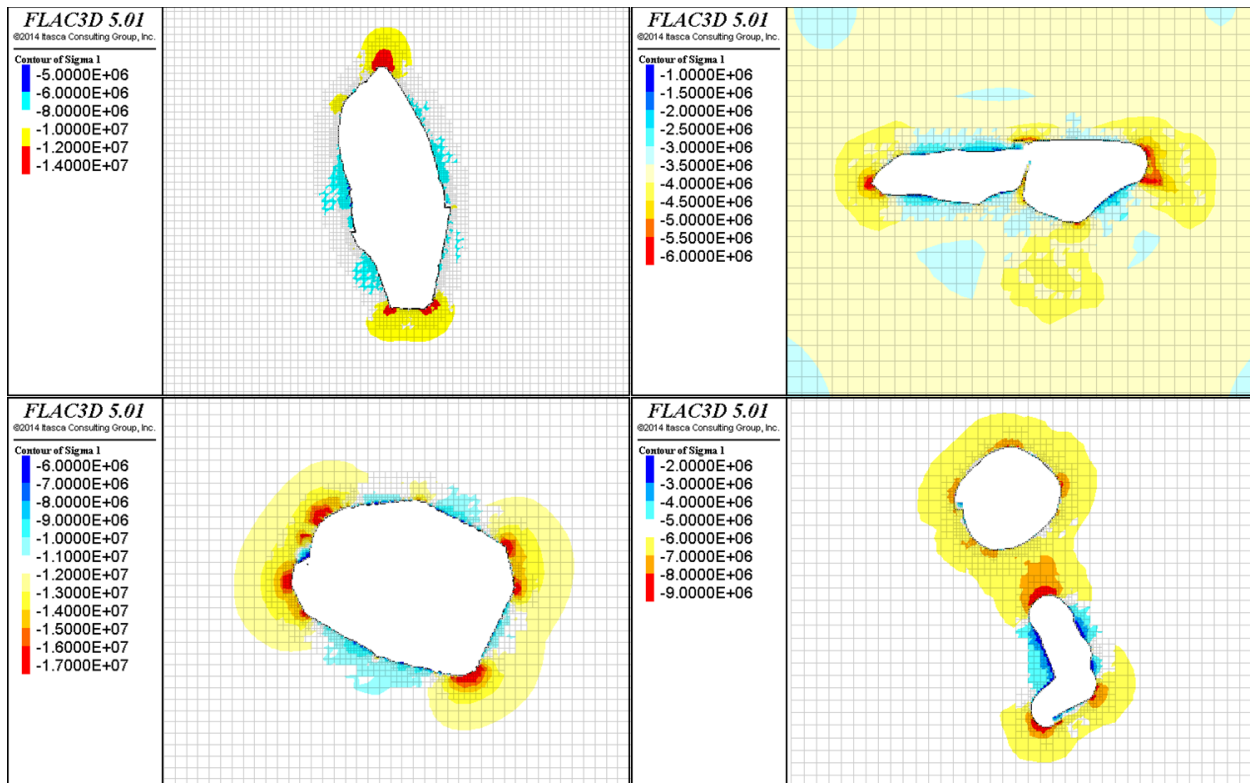 FLAC3D 5.01
©2014 Itasca Consulting Group, Inc.
Contour of Sigma 1
-5.0000E+06
-6.0000E+06
-8.0000E+06
-1.0000E+07
-1.2000E+07
-1.4000E+07
FLAC3D 5.01
©2014 Itasca Consulting Group, Inc.
Contour of Sigma 1
-1.0000E+06
-1.5000E+06
-2.0000E+06
-2.5000E+06
-3.0000E+06
-3.5000E+06
-4.0000E+06
-4.5000E+06
-5.0000E+06
-5.5000E+06
-6.0000E+06
FLAC3D 5.01
©2014 Itasca Consulting Group, Inc.
Contour of Sigma 1
-6.0000E+06
-7.0000E+06
-8.0000E+06
-9.0000E+06
-1.0000E+07
-1.1000E+07
-1.2000E+07
-1.3000E+07
-1.4000E+07
-1.5000E+07
-1.6000E+07
-1.7000E+07
FLAC3D 5.01
©2014 Itasca Consulting Group, Inc.
Contour of Sigma 1
-2.0000E+06
-3.0000E+06
-4.0000E+06
-5.0000E+06
-6.0000E+06
-7.0000E+06
-8.0000E+06
-9.0000E+06